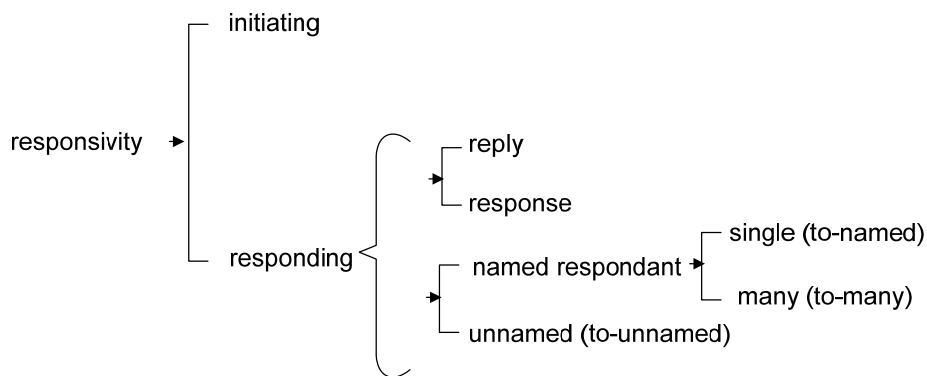 initiating
responsivity
reply
response
single (to-named)
responding
named respondant
many (to-many)
unnamed (to-unnamed)